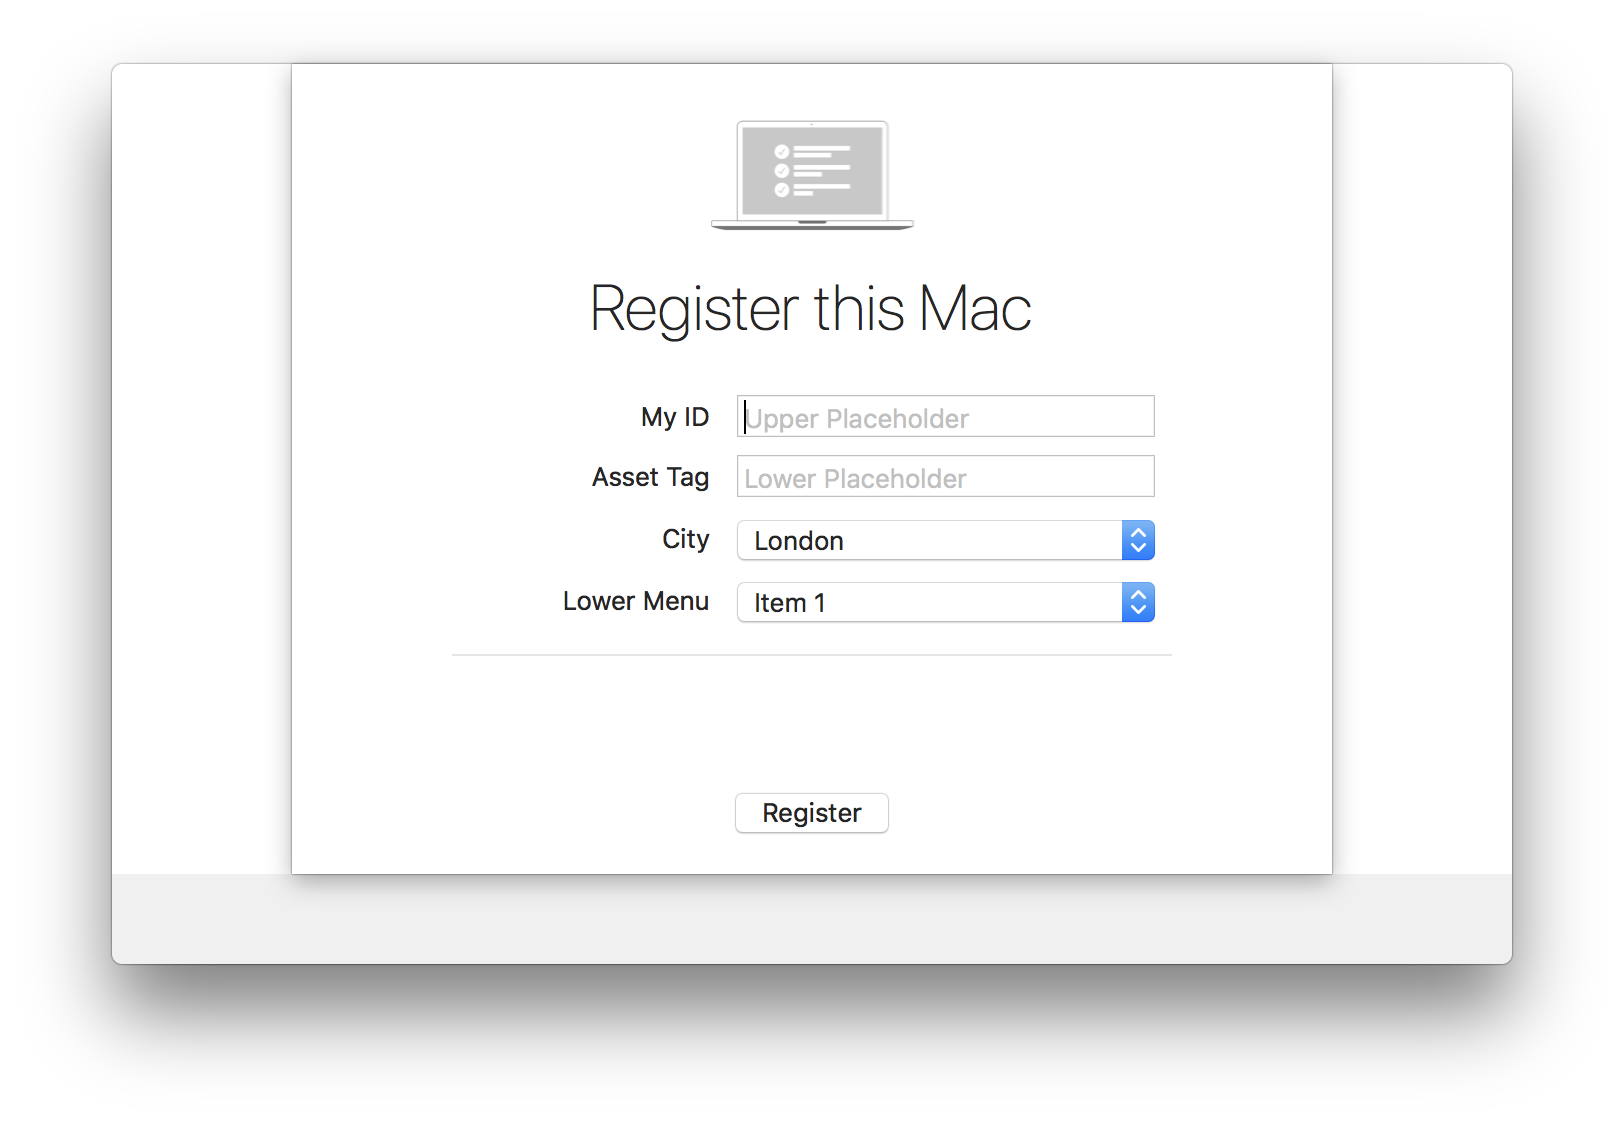 Register this Mac
My ID Upper Placeholder
Asset Tag Lower Placeholder
City London
Lower Menu Item 1
Register